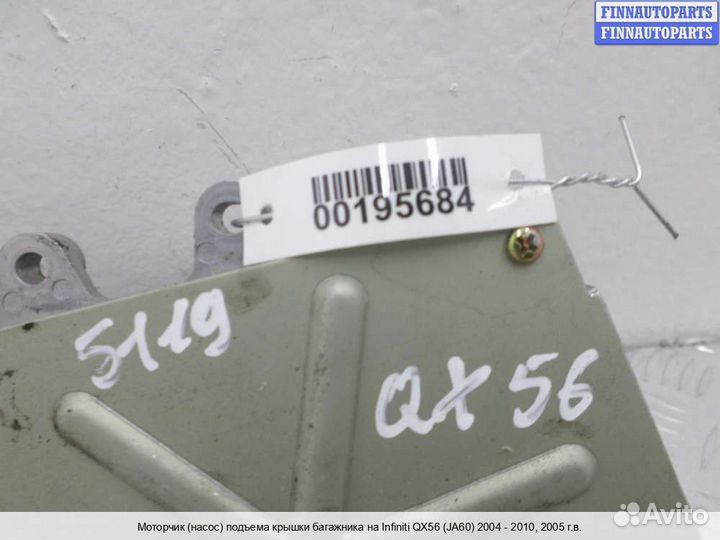 FINNAUTOPARTS
FINNAUTOPARTS
00195684
5119
QX 56
Моторчик (насос) подъема крышки багажника на Infiniti QX56 (JA60) 2004 - 2010, 2005 г.в.
Avito